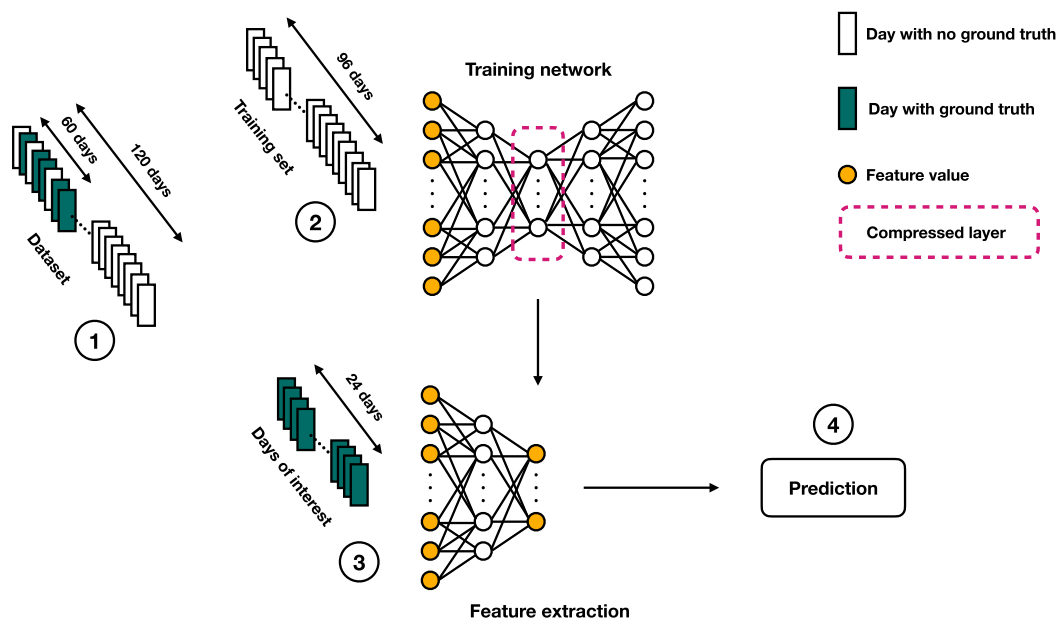 60 days
120 days
Dataset
1
96 days
Training set
2
Training network
24 days
Days of interest
3
Feature extraction
4
Prediction
Day with no ground truth
Day with ground truth
Feature value
Compressed layer